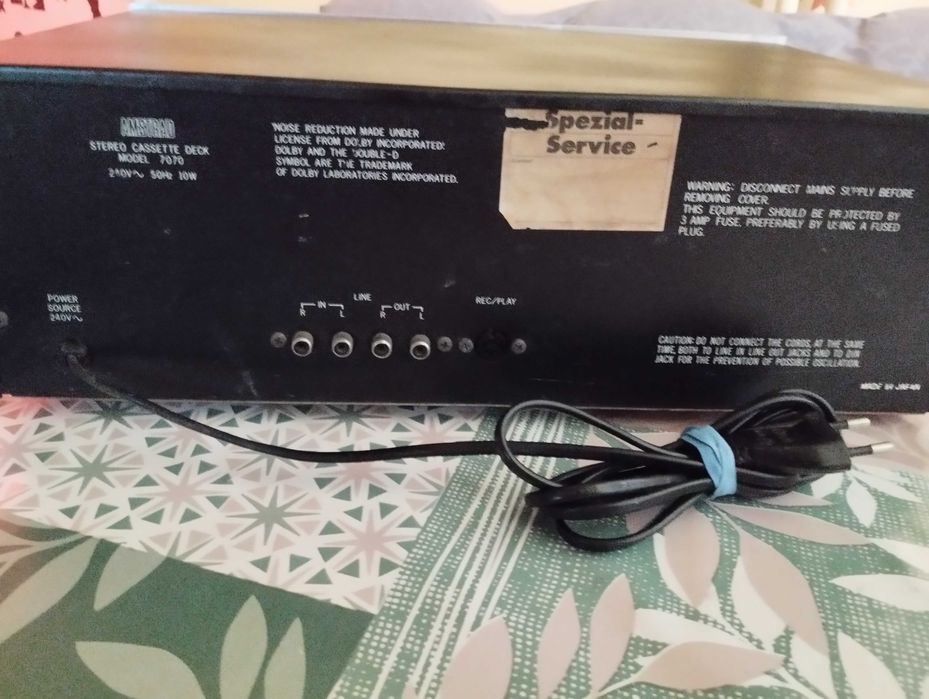 AMSTRAD
STEREO CASSETTE DECK
MODEL 7070
240V~ 50Hz 10W
NOISE REDUCTION MADE UNDER
LICENSE FROM DOLBY INCORPORATED:
DOLBY AND THE DOUBLE-D
SYMBOL ARE THE TRADEMARK
OF DOLBY LABORATORIES INCORPORATED.
Spezial-
Service
WARNING: DISCONNECT MAINS SUPPLY BEFORE
REMOVING COVER.
THIS EQUIPMENT SHOULD BE PROTECTED BY
3 AMP FUSE. PREFERABLY BY USING A FUSED
PLUG.
POWER
SOURCE
240V~
LINE
IN
OUT
R L R L
REC/PLAY
CAUTION: DO NOT CONNECT THE CORDS, AT THE SAME
TIME, BOTH TO LINE IN LINE OUT JACKS AND TO DIN
JACK FOR THE PREVENTION OF POSSIBLE OSCILLATION.
MADE IN JAPAN